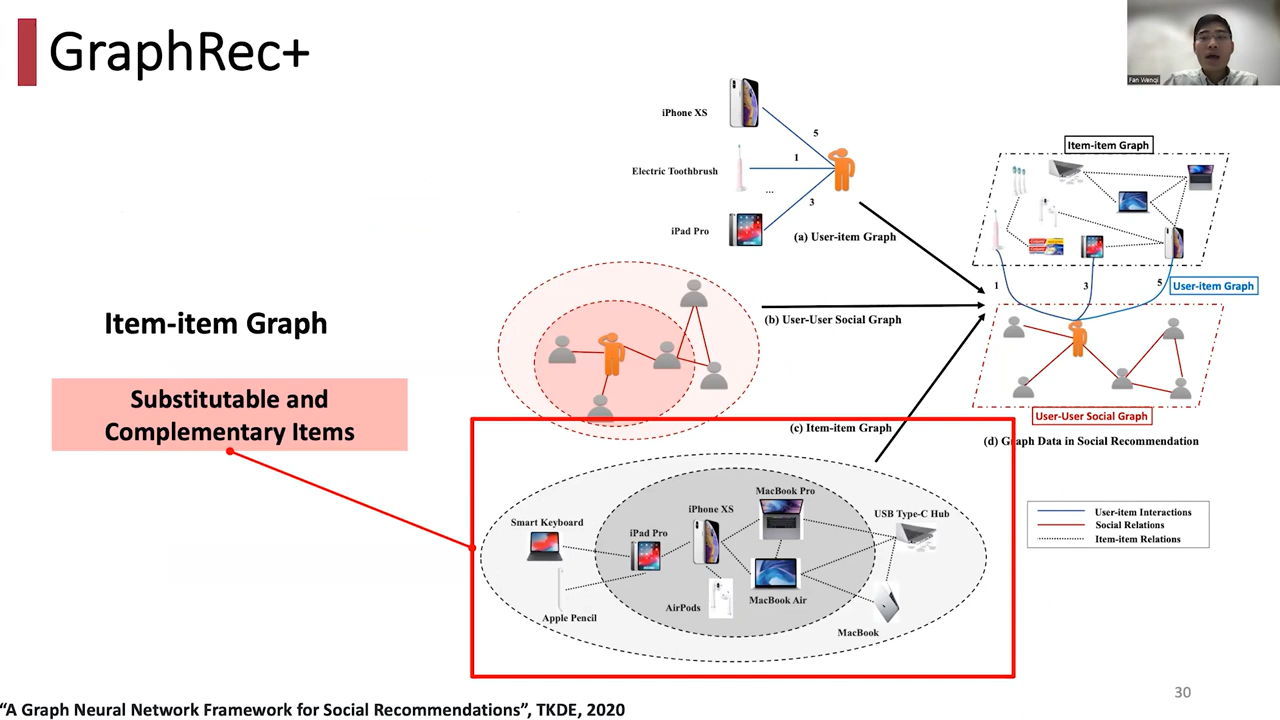 GraphRec+
Fan Wenqi
iPhone XS
5
Electric Toothbrush
1
...
3
iPad Pro
(a) User-item Graph
Item-item Graph
1
3
5
User-item Graph
(b) User-User Social Graph
User-User Social Graph
(d) Graph Data in Social Recommendation
Item-item Graph
Substitutable and
Complementary Items
(c) Item-item Graph
MacBook Pro
iPhone XS
USB Type-C Hub
Smart Keyboard
iPad Pro
MacBook Air
AirPods
Apple Pencil
MacBook
User-item Interactions
Social Relations
Item-item Relations
30
“A Graph Neural Network Framework for Social Recommendations”, TKDE, 2020